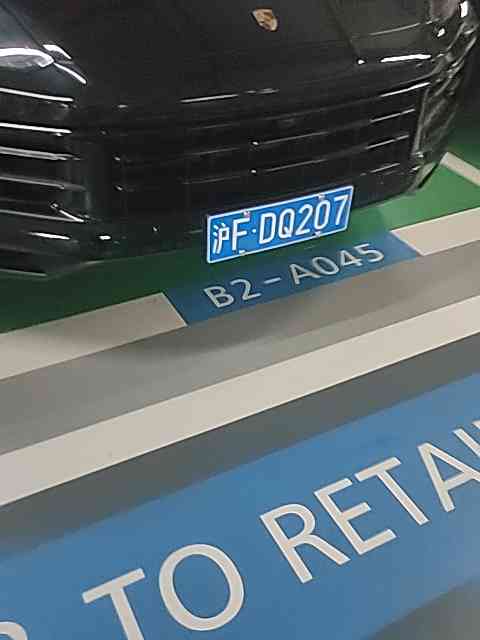 沪F·DQ207
B2-A045
TO RETAI